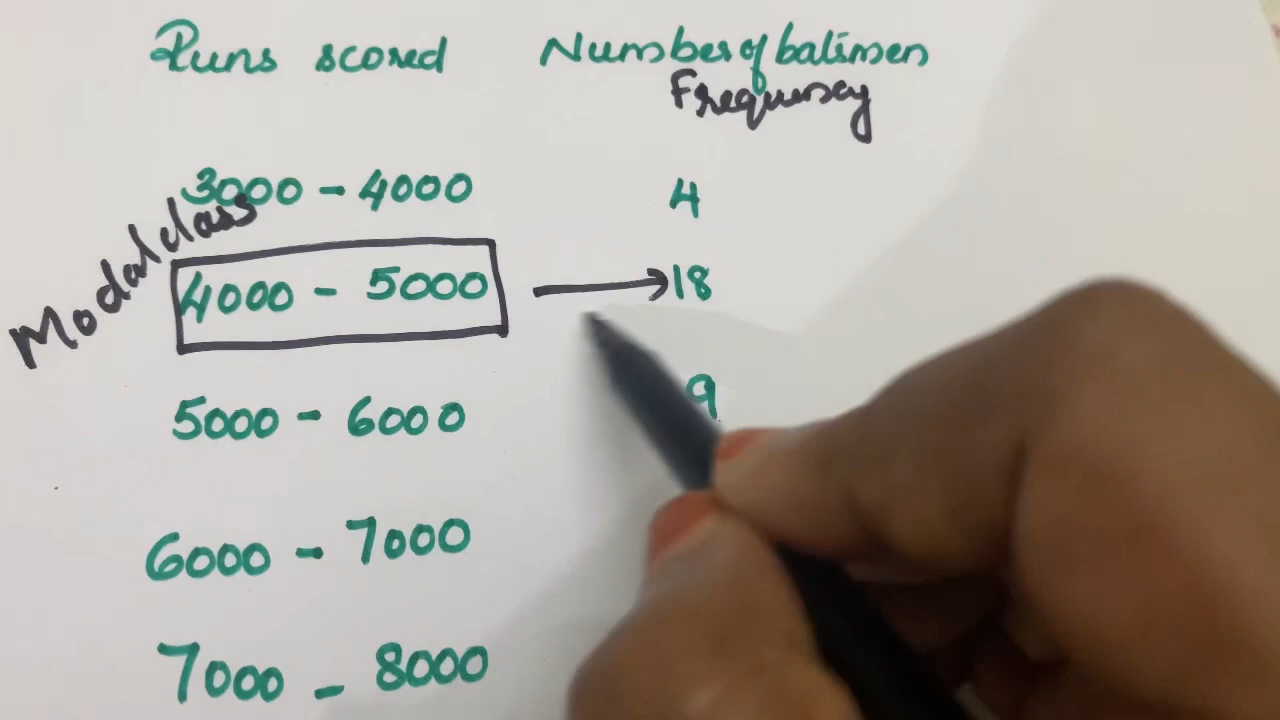 Runs scored Number of batsmen
Frequency
3000 - 4000 4
Modal class
4000 - 5000 → 18
5000 - 6000 9
6000 - 7000
7000 - 8000